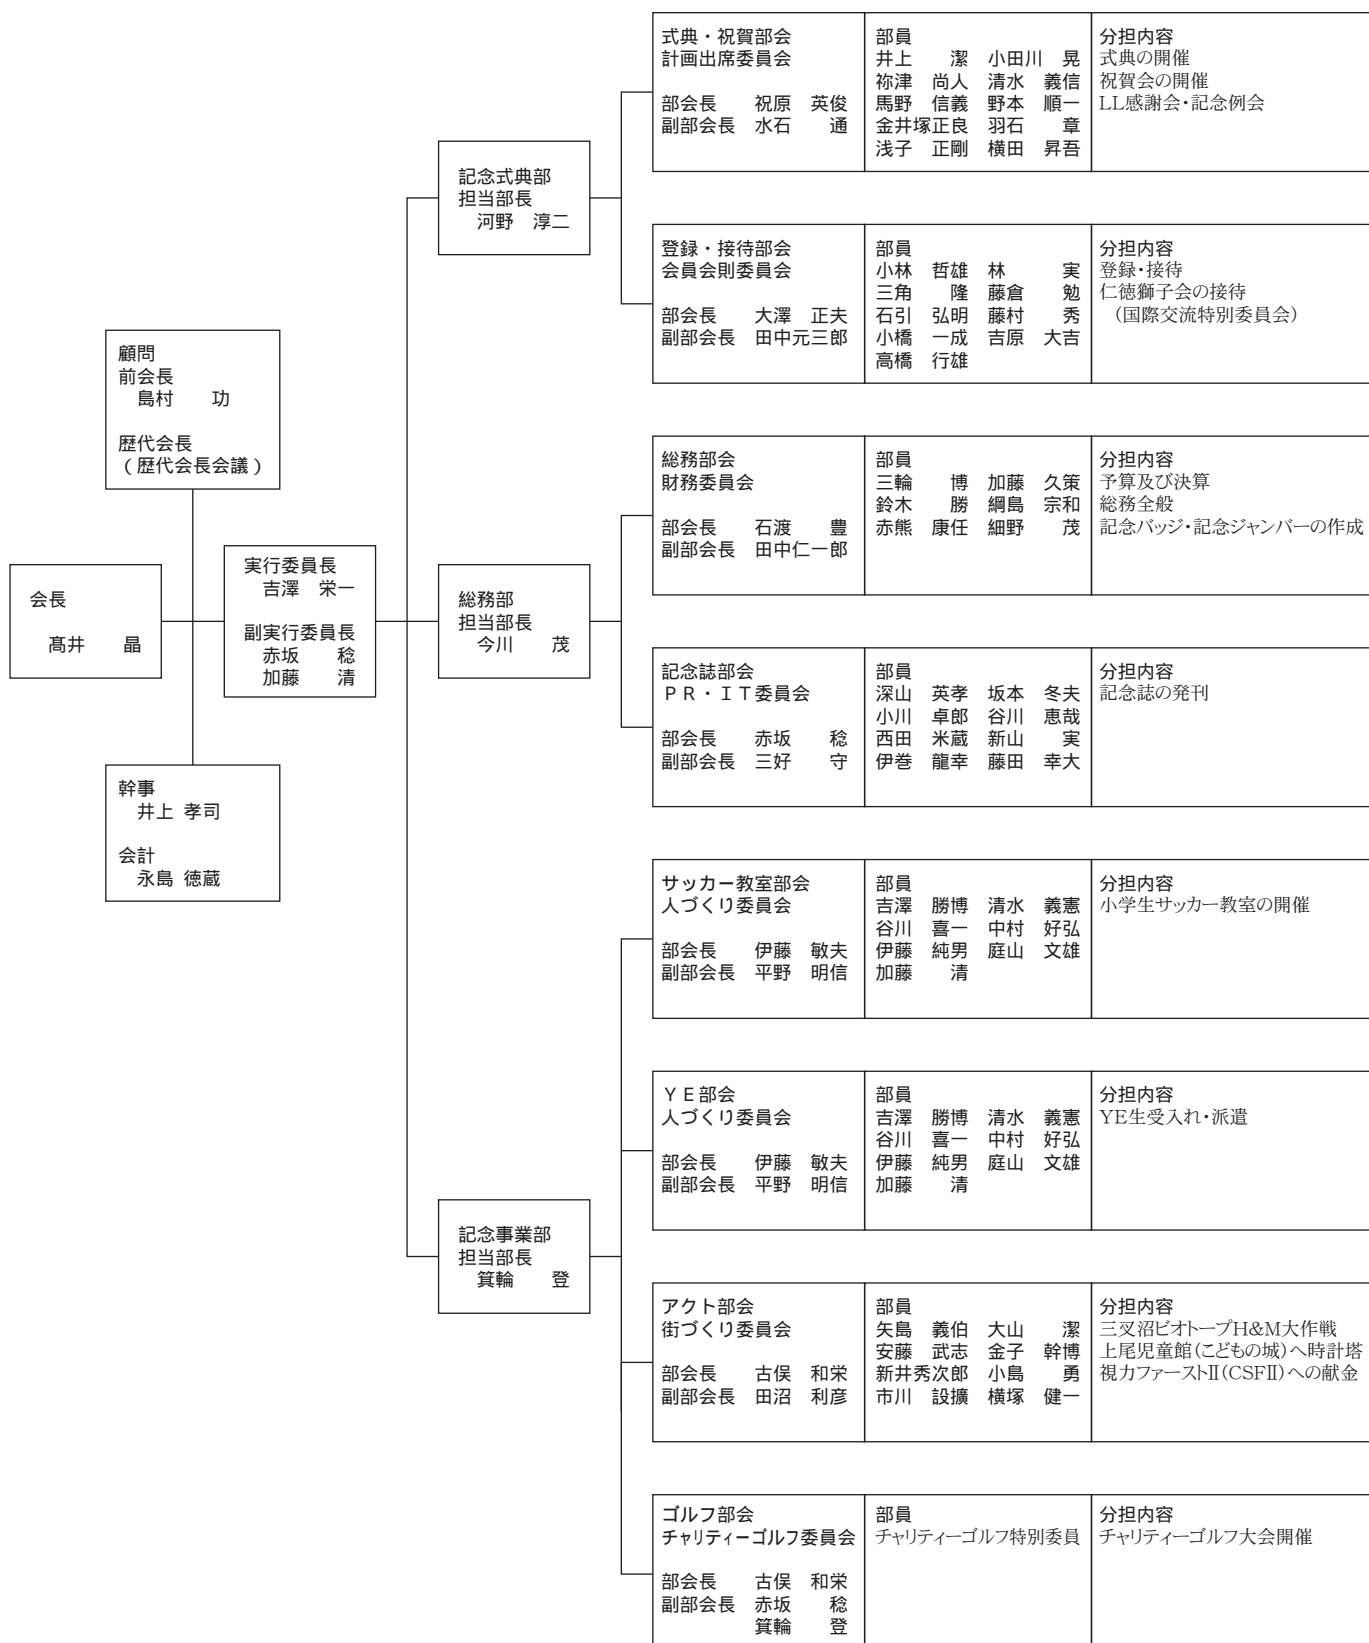 会長
髙井　晶
顧問
前会長
島村　功
歴代会長
(歴代会長会議)
幹事
井上 孝司
会計
永島 徳蔵
実行委員長
吉澤　栄一
副実行委員長
赤坂　稔
加藤　清
記念式典部
担当部長
河野　淳二
式典・祝賀部会
計画出席委員会
部会長　祝原　英俊
副部会長　水石　通
部員
井上　潔　小田川　晃
祢津　尚人　清水　義信
馬野　信義　野本　順一
金井塚正良　羽石　章
浅子　正剛　横田　昇吾
分担内容
式典の開催
祝賀会の開催
LL感謝会・記念例会
登録・接待部会
会員会則委員会
部会長　大澤　正夫
副部会長　田中元三郎
部員
小林　哲雄　林　実
三角　隆　藤倉　勉
石引　弘明　藤村　秀
小橋　一成　吉原　大吉
高橋　行雄
分担内容
登録・接待
仁徳獅子会の接待
（国際交流特別委員会）
総務部
担当部長
今川　茂
総務部会
財務委員会
部会長　石渡　豊
副部会長　田中仁一郎
部員
三輪　博　加藤　久策
鈴木　勝　綱島　宗和
赤熊　康任　細野　茂
分担内容
予算及び決算
総務全般
記念バッジ・記念ジャンバーの作成
記念誌部会
ＰＲ・ＩＴ委員会
部会長　赤坂　稔
副部会長　三好　守
部員
深山　英孝　坂本　冬夫
小川　卓郎　谷川　恵哉
西田　米蔵　新山　実
伊巻　龍幸　藤田　幸大
分担内容
記念誌の発刊
記念事業部
担当部長
箕輪　登
サッカー教室部会
人づくり委員会
部会長　伊藤　敏夫
副部会長　平野　明信
部員
吉澤　勝博　清水　義憲
谷川　喜一　中村　好弘
伊藤　純男　庭山　文雄
加藤　清
分担内容
小学生サッカー教室の開催
ＹＥ部会
人づくり委員会
部会長　伊藤　敏夫
副部会長　平野　明信
部員
吉澤　勝博　清水　義憲
谷川　喜一　中村　好弘
伊藤　純男　庭山　文雄
加藤　清
分担内容
YE生受入れ・派遣
アクト部会
街づくり委員会
部会長　古俣　和栄
副部会長　田沼　利彦
部員
矢島　義伯　大山　潔
安藤　武志　金子　幹博
新井秀次郎　小島　勇
市川　設擴　横塚　健一
分担内容
三叉沼ビオトープH&M大作戦
上尾児童館(こどもの城)へ時計塔
視力ファーストⅡ(CSFⅡ)への献金
ゴルフ部会
チャリティーゴルフ委員会
部会長　古俣　和栄
副部会長　赤坂　稔
箕輪　登
部員
チャリティーゴルフ特別委員
分担内容
チャリティーゴルフ大会開催